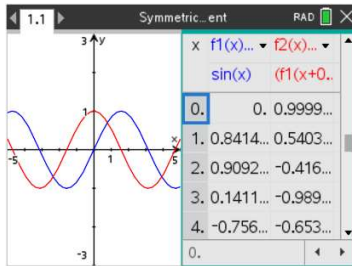 1.1 Symmetric...ent RAD
3 y
1
x
-5 1 5
-3
x f1(x)... f2(x)...
sin(x) (f1(x+0..
0. 0. 0.9999...
1. 0.8414... 0.5403...
2. 0.9092... -0.416...
3. 0.1411... -0.989...
4. -0.756... -0.653...
0.